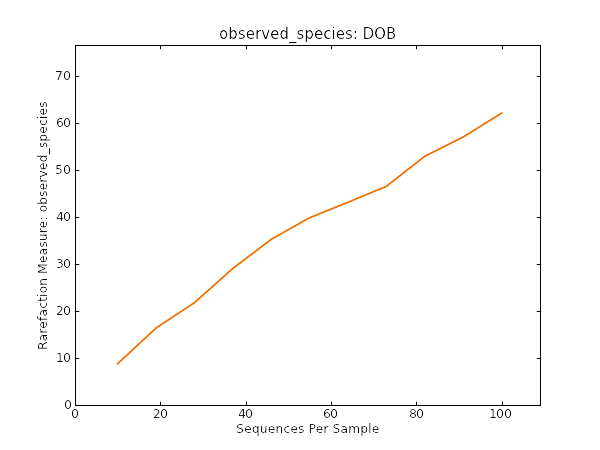 observed_species: DOB
Rarefaction Measure: observed_species
70
60
50
40
30
20
10
0
0 20 40 60 80 100
Sequences Per Sample